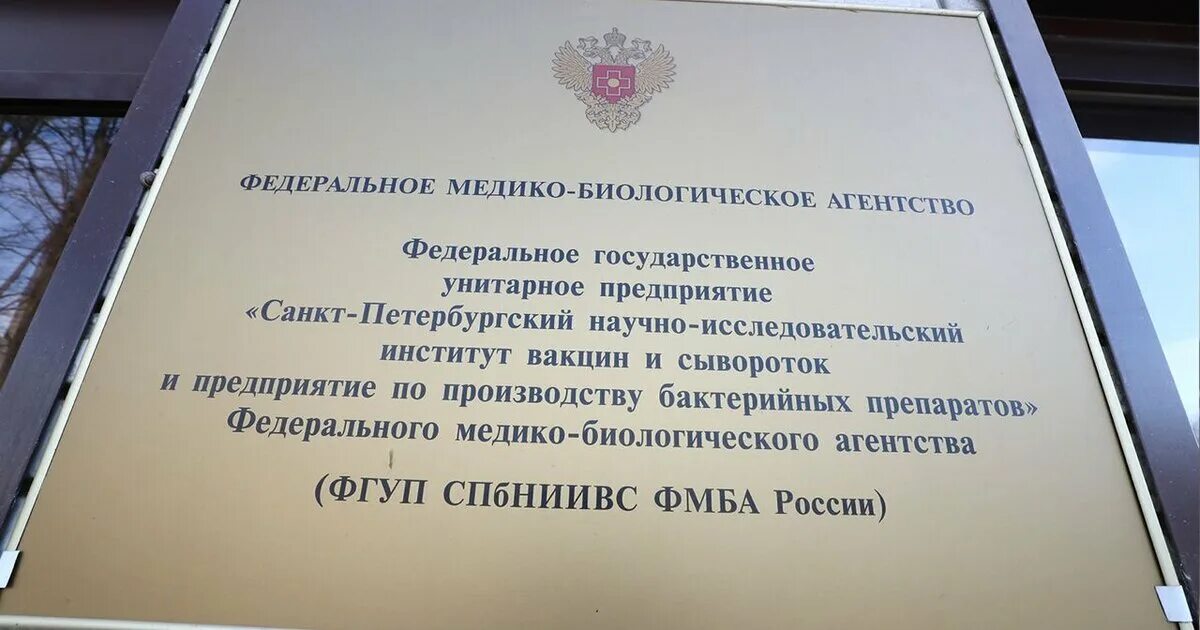 ФЕДЕРАЛЬНОЕ МЕДИКО-БИОЛОГИЧЕСКОЕ АГЕНТСТВО
Федеральное государственное
унитарное предприятие
«Санкт-Петербургский научно-исследовательский
институт вакцин и сывороток
и предприятие по производству бактерийных препаратов»
Федерального медико-биологического агентства
(ФГУП СПбНИИВС ФМБА России)